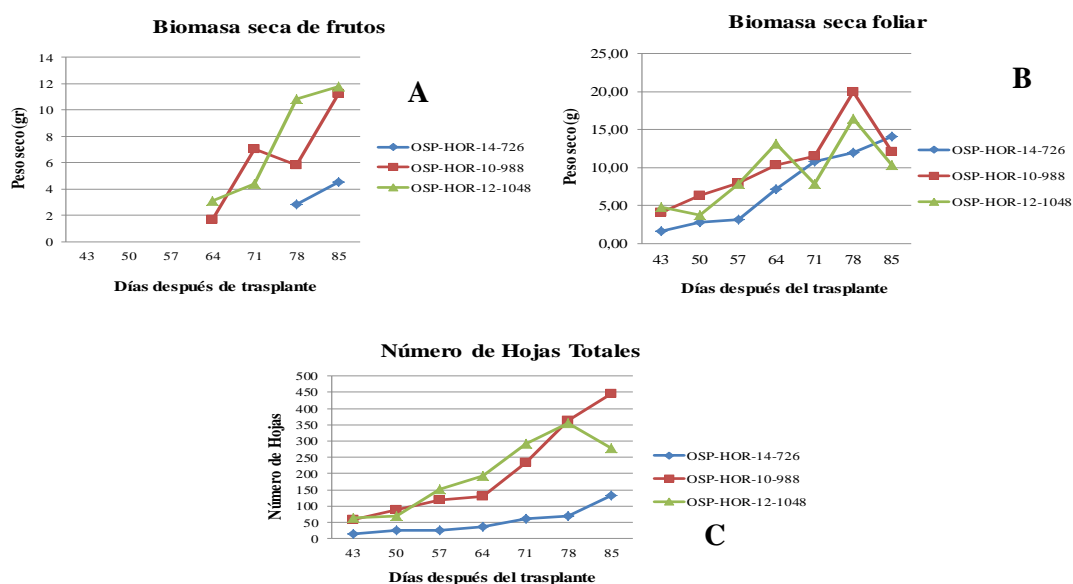 Biomasa seca de frutos
Peso seco (gr)
14
12
10
8
6
4
2
0
43 50 57 64 71 78 85
Días después de trasplante
A
OSP-HOR-14-726
OSP-HOR-10-988
OSP-HOR-12-1048
Biomasa seca foliar
Peso seco (g)
25,00
20,00
15,00
10,00
5,00
0,00
43 50 57 64 71 78 85
Días después del trasplante
B
OSP-HOR-14-726
OSP-HOR-10-988
OSP-HOR-12-1048
Número de Hojas Totales
Número de Hojas
500
450
400
350
300
250
200
150
100
50
0
43 50 57 64 71 78 85
Días después del trasplante
OSP-HOR-14-726
OSP-HOR-10-988
OSP-HOR-12-1048
C